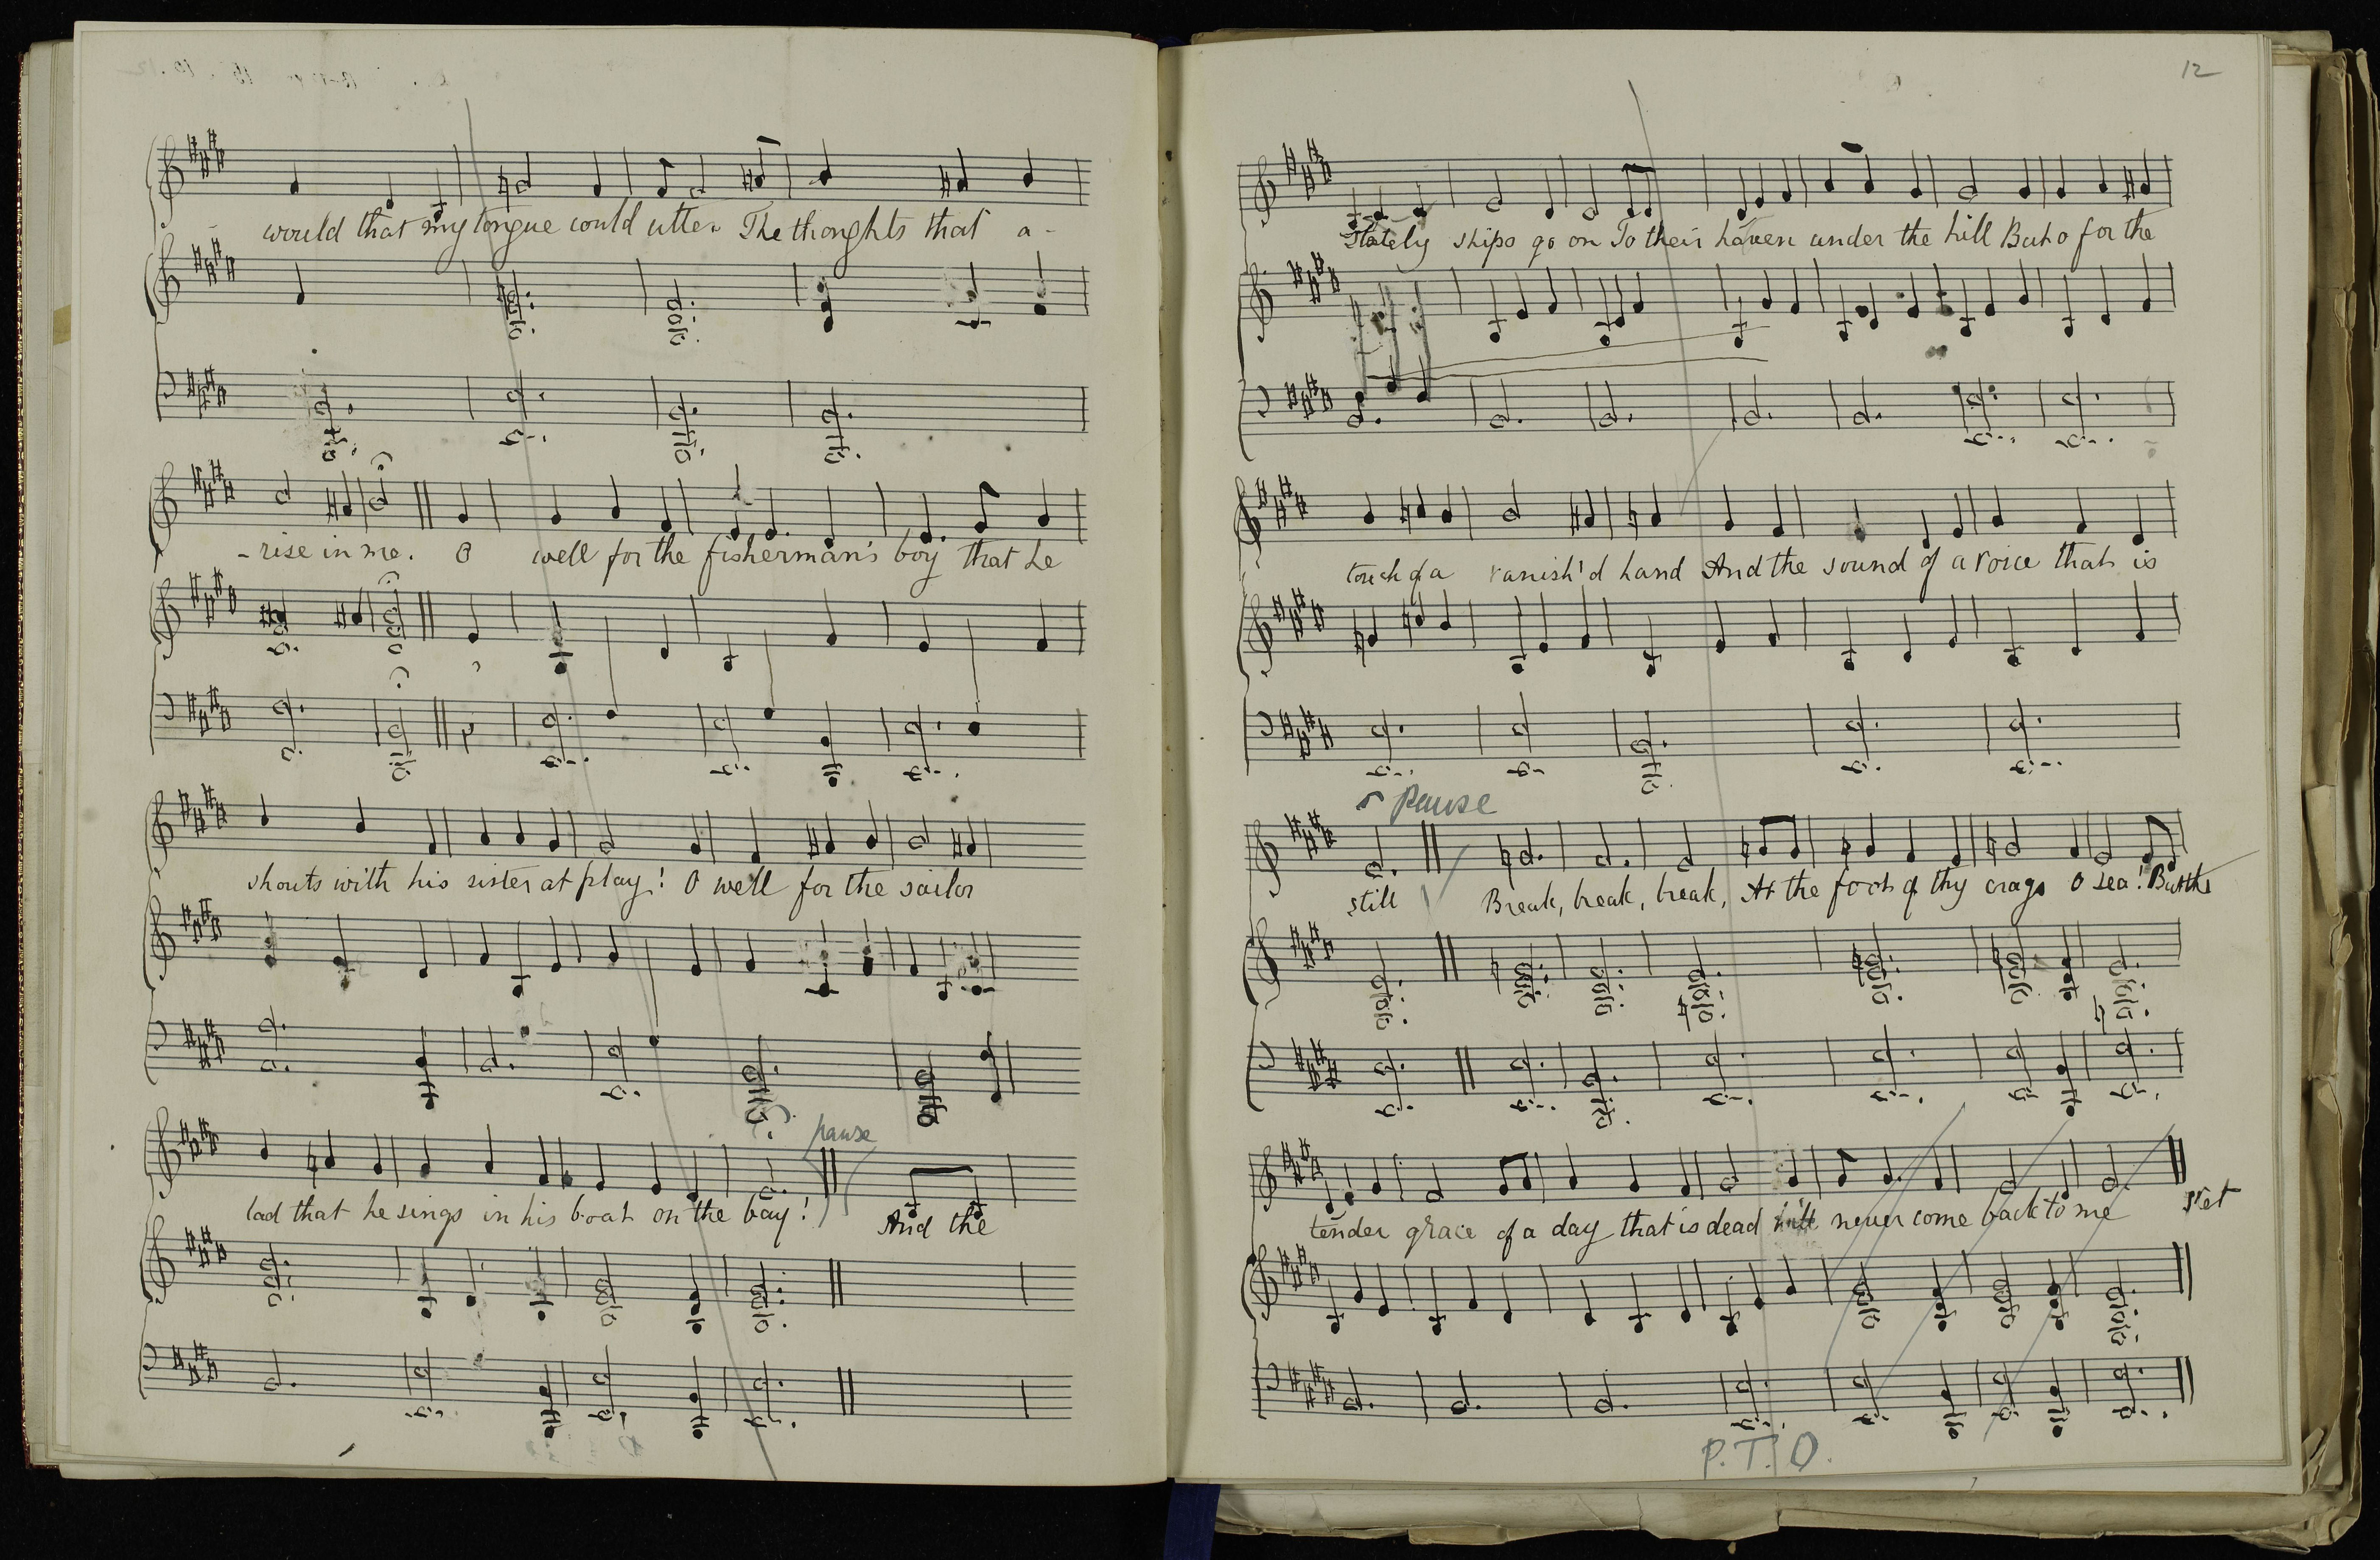 would that my tongue could utter The thoughts that a-
-rise in me. O well for the fisherman's boy that he
shouts with his sister at play! O well for the sailor
pause
lad that he sings in his boat on the bay! And the
12
stately ships go on To their haven under the hill But o for the
touch of a vanish'd hand And the sound of a voice that is
Pause
still Break, break, break, At the foot of thy crags O sea! But the
tender grace of a day that is dead will never come back to me
P.T.O.